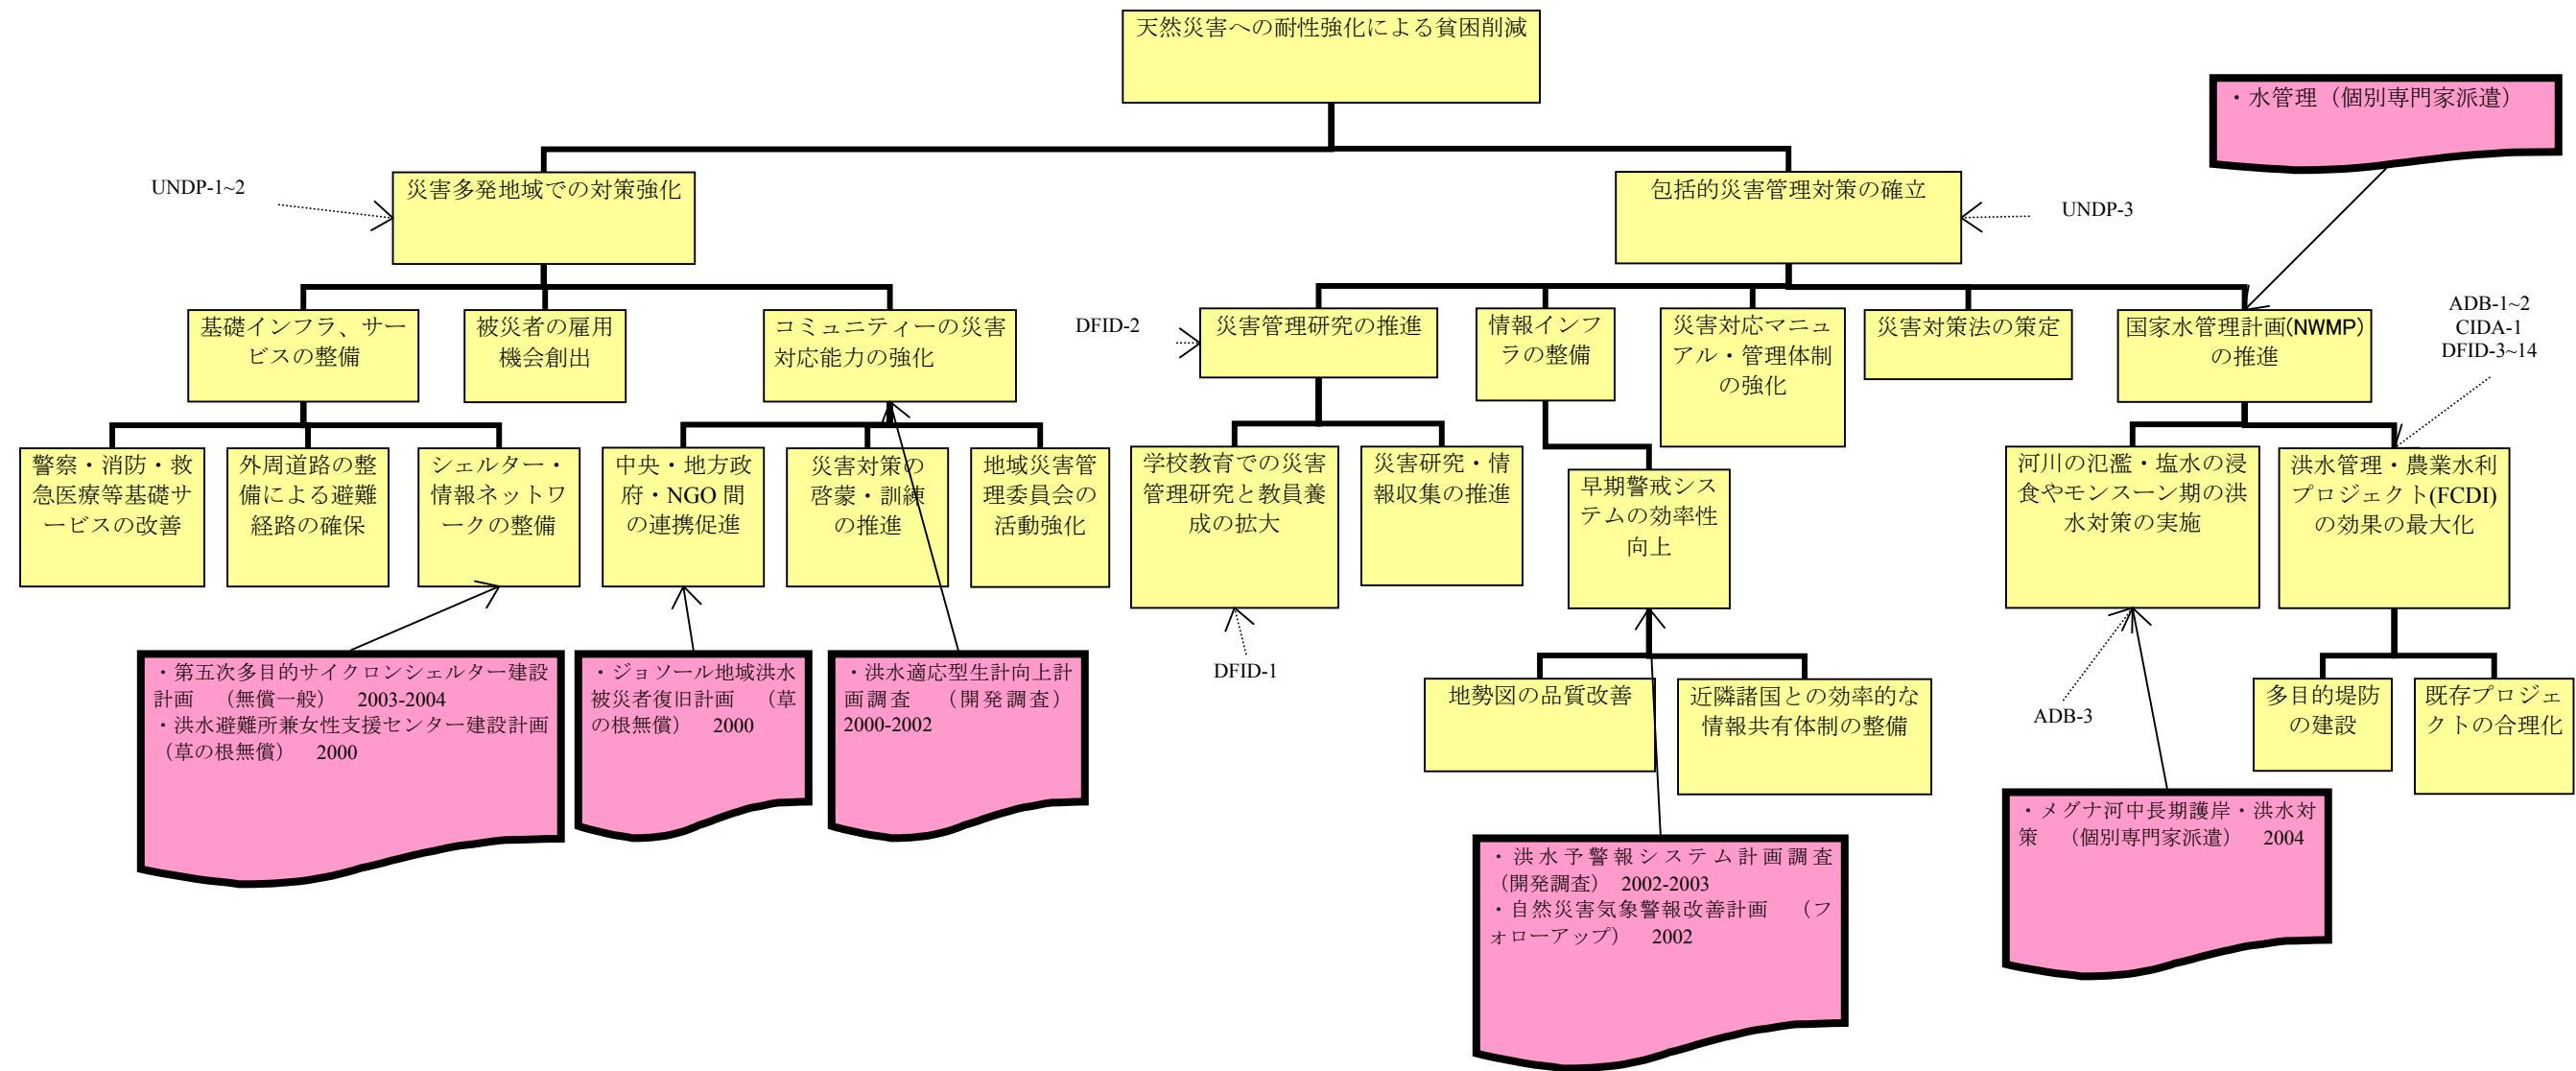 天然災害への耐性強化による貧困削減
・水管理（個別専門家派遣）
UNDP-1~2
災害多発地域での対策強化
包括的災害管理対策の確立
UNDP-3
基礎インフラ、サー
ビスの整備
被災者の雇用
機会創出
コミュニティーの災害
対応能力の強化
DFID-2
災害管理研究の推進
情報インフ
ラの整備
災害対応マニュ
アル・管理体制
の強化
災害対策法の策定
国家水管理計画(NWMP)
の推進
ADB-1~2
CIDA-1
DFID-3~14
警察・消防・救
急医療等基礎サ
ービスの改善
外周道路の整
備による避難
経路の確保
シェルター・
情報ネットワ
ークの整備
中央・地方政
府・NGO 間
の連携促進
災害対策の
啓蒙・訓練
の推進
地域災害管
理委員会の
活動強化
学校教育での災害
管理研究と教員養
成の拡大
災害研究・情
報収集の推進
早期警戒シス
テムの効率性
向上
河川の氾濫・塩水の浸
食やモンスーン期の洪
水対策の実施
洪水管理・農業水利
プロジェクト(FCDI)
の効果の最大化
・第五次多目的サイクロンシェルター建設
計画　（無償一般）　2003-2004
・洪水避難所兼女性支援センター建設計画
（草の根無償）　2000
・ジョソール地域洪水
被災者復旧計画　（草
の根無償）　2000
・洪水適応型生計向上計
画調査　（開発調査）
2000-2002
DFID-1
地勢図の品質改善
近隣諸国との効率的な
情報共有体制の整備
ADB-3
多目的堤防
の建設
既存プロジェ
クトの合理化
・洪水予警報システム計画調査
（開発調査）　2002-2003
・自然災害気象警報改善計画　（フ
ォローアップ）　2002
・メグナ河中長期護岸・洪水対
策　（個別専門家派遣）　2004